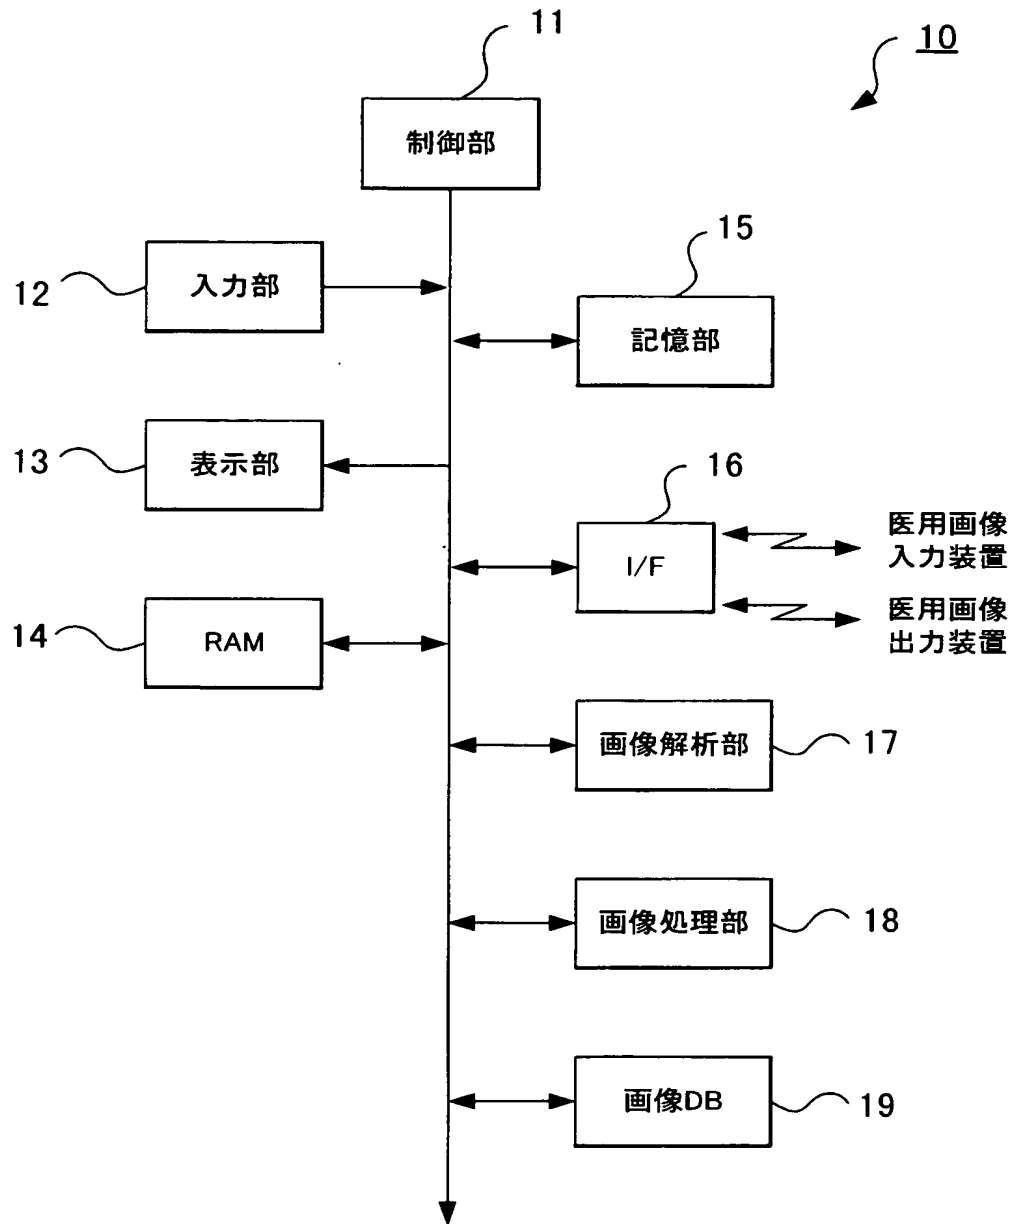 11
10
制御部
15
12
入力部
記憶部
13
表示部
16
I/F
医用画像
入力装置
医用画像
出力装置
14
RAM
画像解析部
17
画像処理部
18
画像DB
19